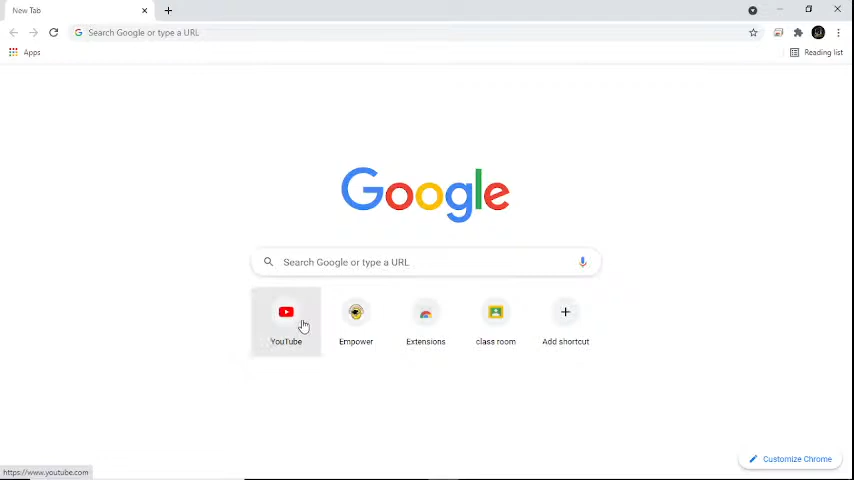 New Tab
Search Google or type a URL
Apps
Reading list
Google
Search Google or type a URL
YouTube
Empower
Extensions
class room
Add shortcut
Customize Chrome
https://www.youtube.com